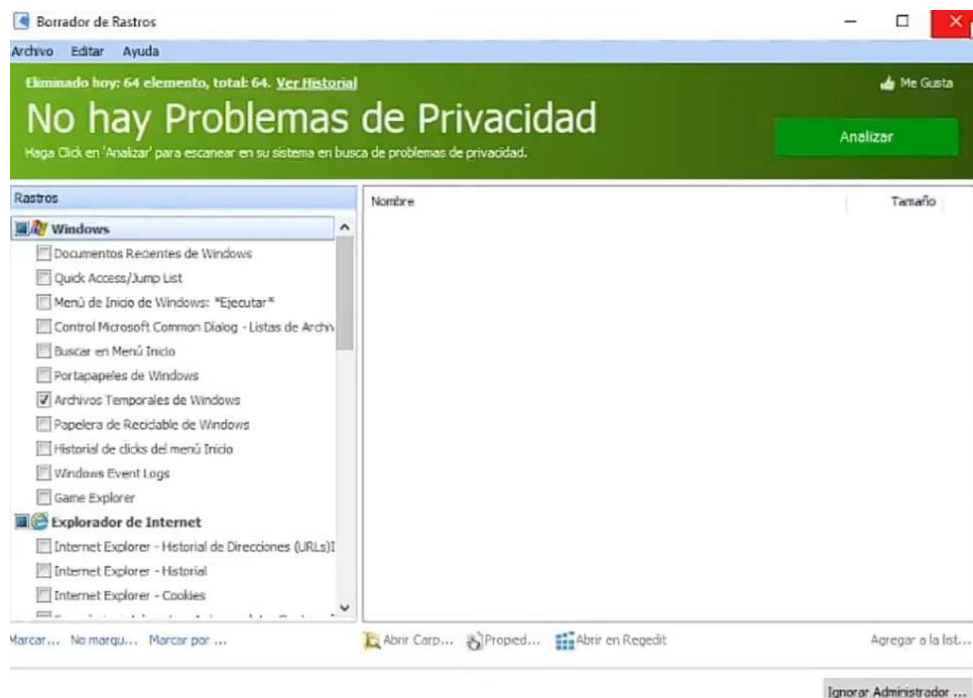 Borrador de Rastros
Archivo Editar Ayuda
Eliminado hoy: 64 elemento, total: 64. Ver Historial
Me Gusta
No hay Problemas de Privacidad
Haga Click en 'Analizar' para escanear en su sistema en busca de problemas de privacidad.
Analizar
Rastros
Nombre Tamaño
Windows
Documentos Recientes de Windows
Quick Access/Jump List
Menú de Inicio de Windows: *Ejecutar*
Control Microsoft Common Dialog - Listas de Archiv
Buscar en Menú Inicio
Portapapeles de Windows
Archivos Temporales de Windows
Papelera de Reciclable de Windows
Historial de clicks del menú Inicio
Windows Event Logs
Game Explorer
Explorador de Internet
Internet Explorer - Historial de Direcciones (URLs)I
Internet Explorer - Historial
Internet Explorer - Cookies
Marcar... No marqu... Marcar por ...
Abrir Carp... Proped... Abrir en Regedit
Agregar a la list...
Ignorar Administrador ...